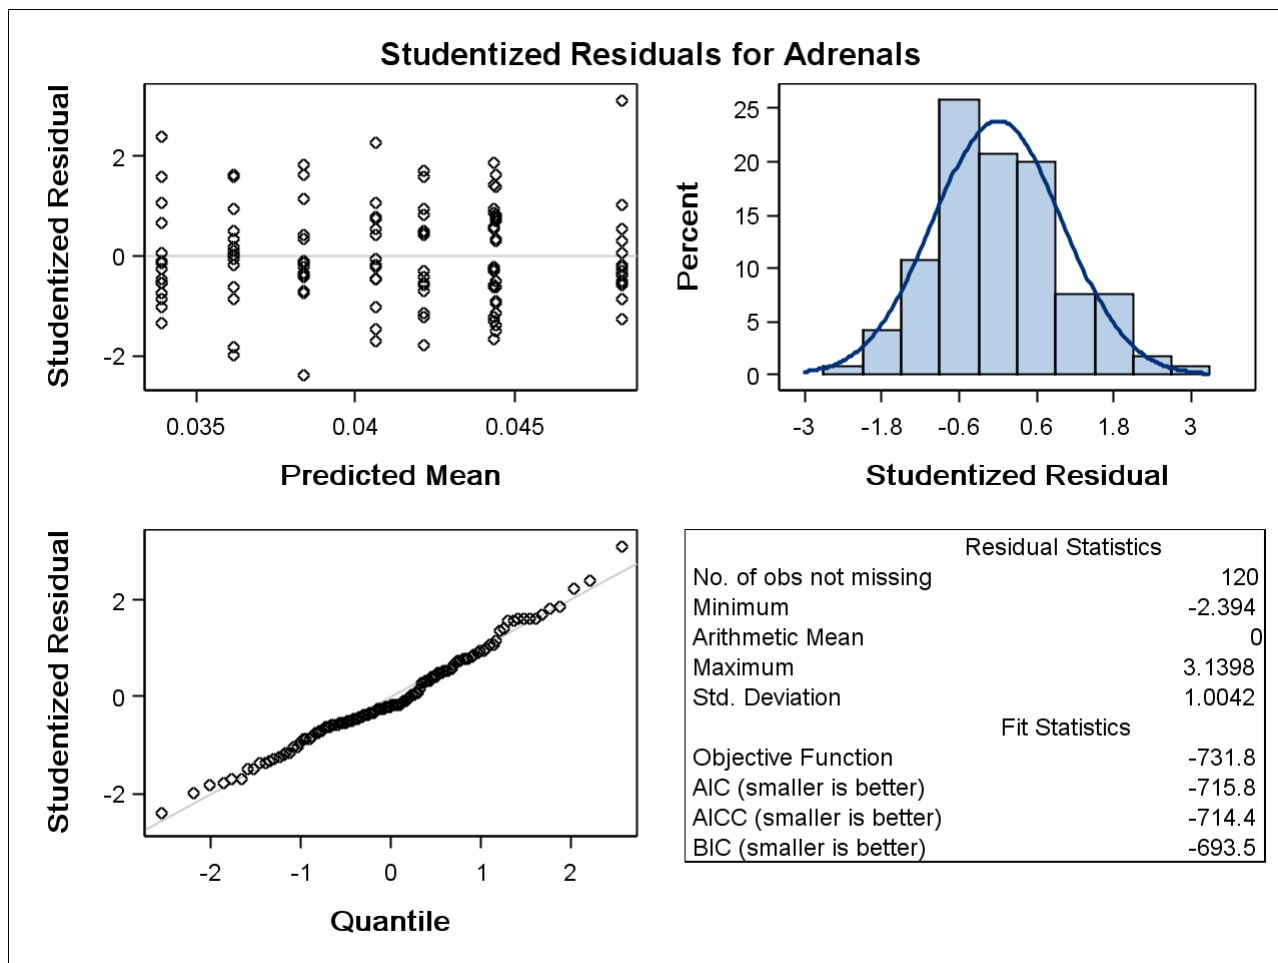 Studentized Residuals for Adrenals
Studentized Residual
2
0
-2
0.035 0.04 0.045
Predicted Mean
Percent
25
20
15
10
5
0
-3 -1.8 -0.6 0.6 1.8 3
Studentized Residual
Studentized Residual
2
0
-2
-2 -1 0 1 2
Quantile
Residual Statistics
No. of obs not missing 120
Minimum -2.394
Arithmetic Mean 0
Maximum 3.1398
Std. Deviation 1.0042
Fit Statistics
Objective Function -731.8
AIC (smaller is better) -715.8
AICC (smaller is better) -714.4
BIC (smaller is better) -693.5